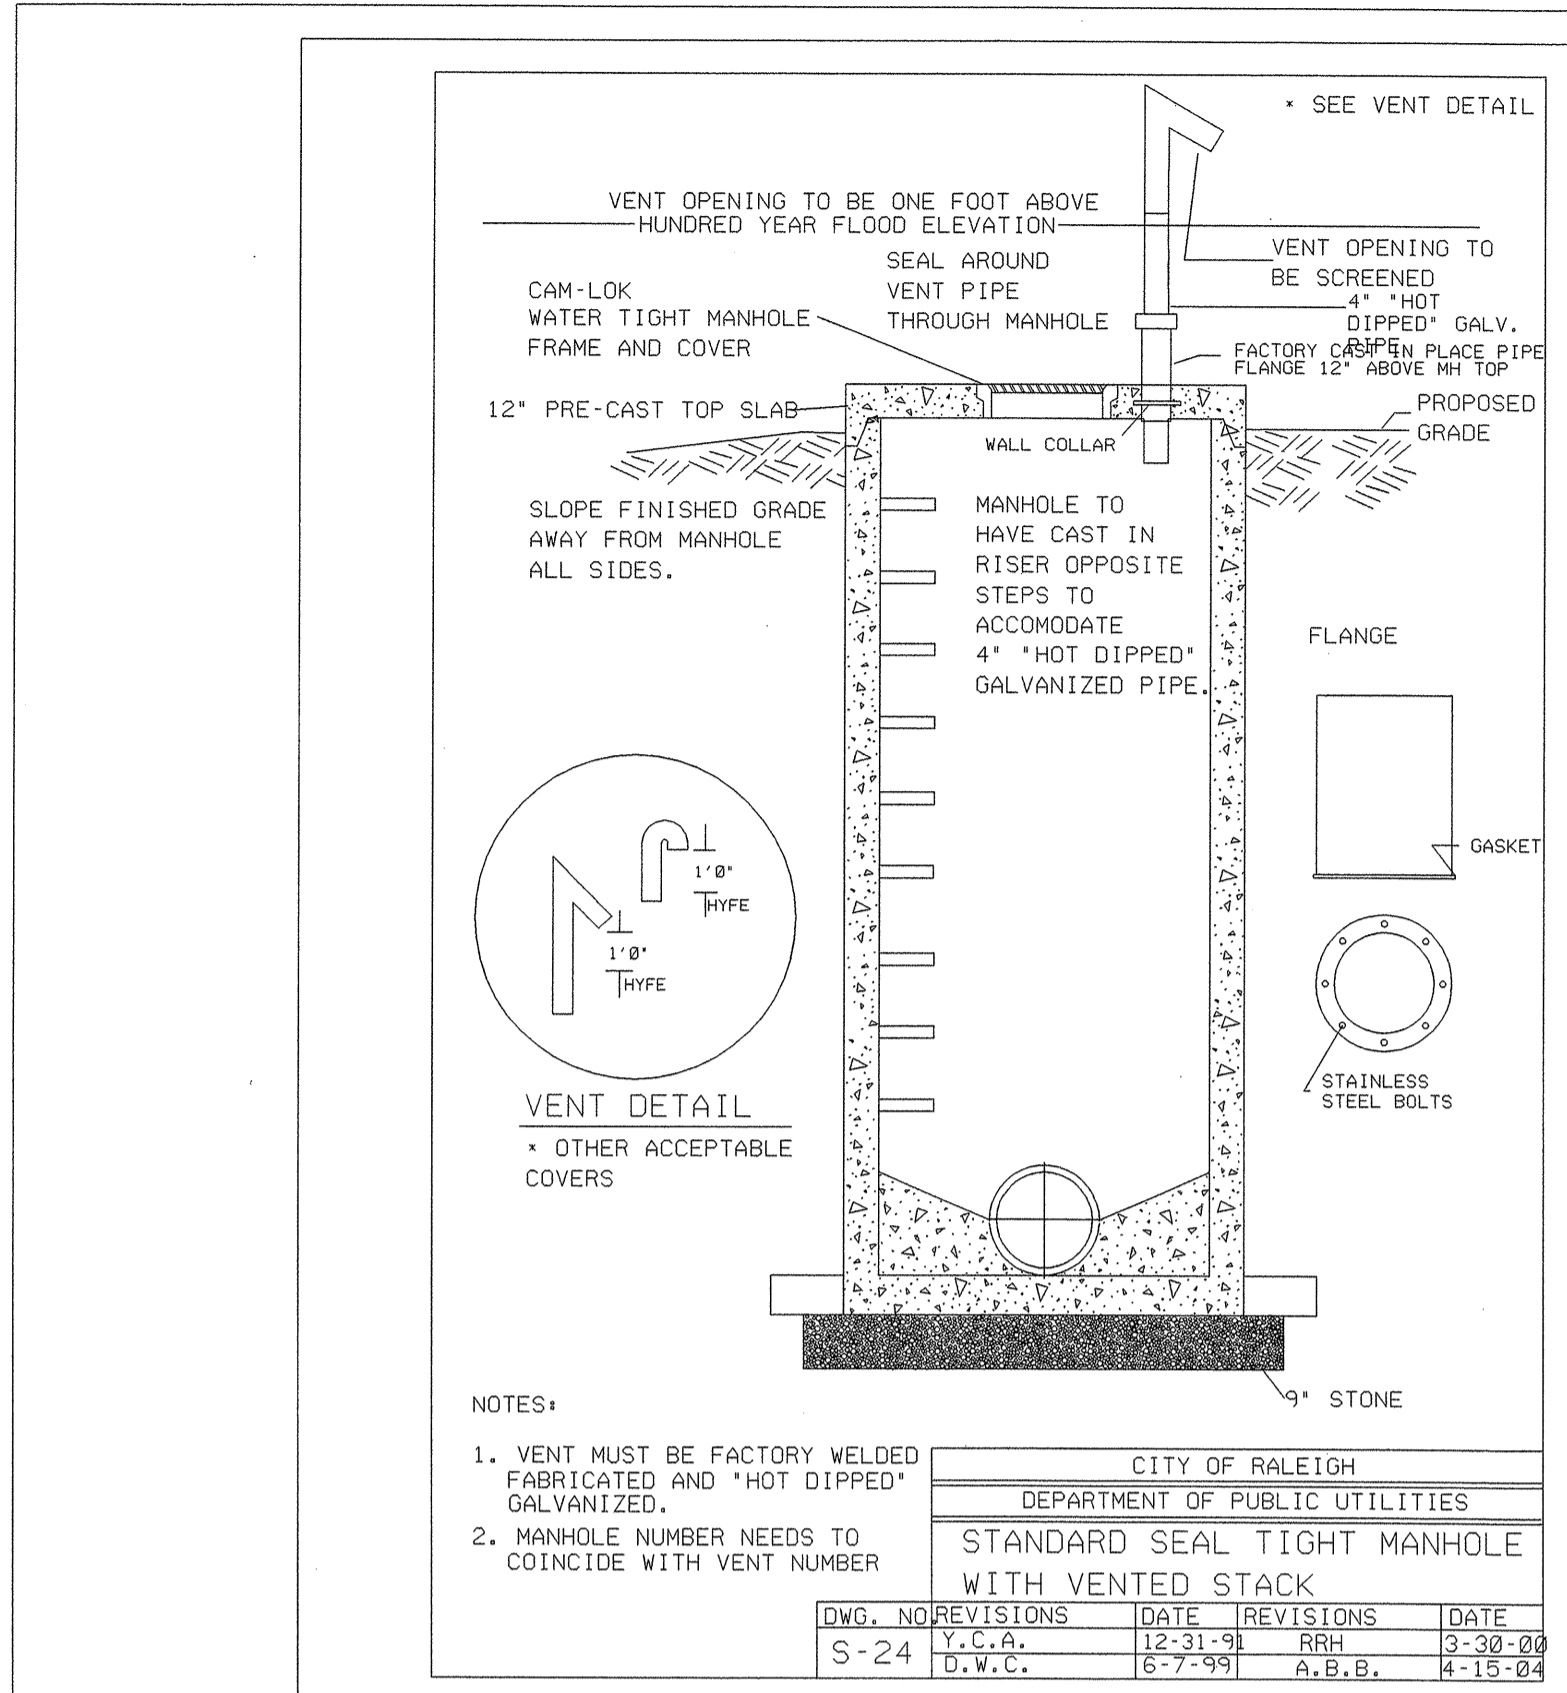 * SEE VENT DETAIL
VENT OPENING TO BE ONE FOOT ABOVE
HUNDRED YEAR FLOOD ELEVATION
SEAL AROUND
VENT PIPE
THROUGH MANHOLE
VENT OPENING TO
BE SCREENED
CAM-LOK
WATER TIGHT MANHOLE
FRAME AND COVER
4" "HOT
DIPPED" GALV.
PIPE
FACTORY CAST IN PLACE PIPE
FLANGE 12" ABOVE MH TOP
12" PRE-CAST TOP SLAB
PROPOSED
GRADE
WALL COLLAR
SLOPE FINISHED GRADE
AWAY FROM MANHOLE
ALL SIDES.
MANHOLE TO
HAVE CAST IN
RISER OPPOSITE
STEPS TO
ACCOMODATE
4" "HOT DIPPED"
GALVANIZED PIPE.
FLANGE
GASKET
1'0"
HYFE
1'0"
HYFE
STAINLESS
STEEL BOLTS
VENT DETAIL
* OTHER ACCEPTABLE
COVERS
9" STONE
NOTES:
1. VENT MUST BE FACTORY WELDED
FABRICATED AND "HOT DIPPED"
GALVANIZED.
2. MANHOLE NUMBER NEEDS TO
COINCIDE WITH VENT NUMBER
CITY OF RALEIGH
DEPARTMENT OF PUBLIC UTILITIES
STANDARD SEAL TIGHT MANHOLE
WITH VENTED STACK
DWG. NO. REVISIONS DATE REVISIONS DATE
S-24
Y.C.A. 12-31-91 RRH 3-30-00
D.W.C. 6-7-99 A.B.B. 4-15-04